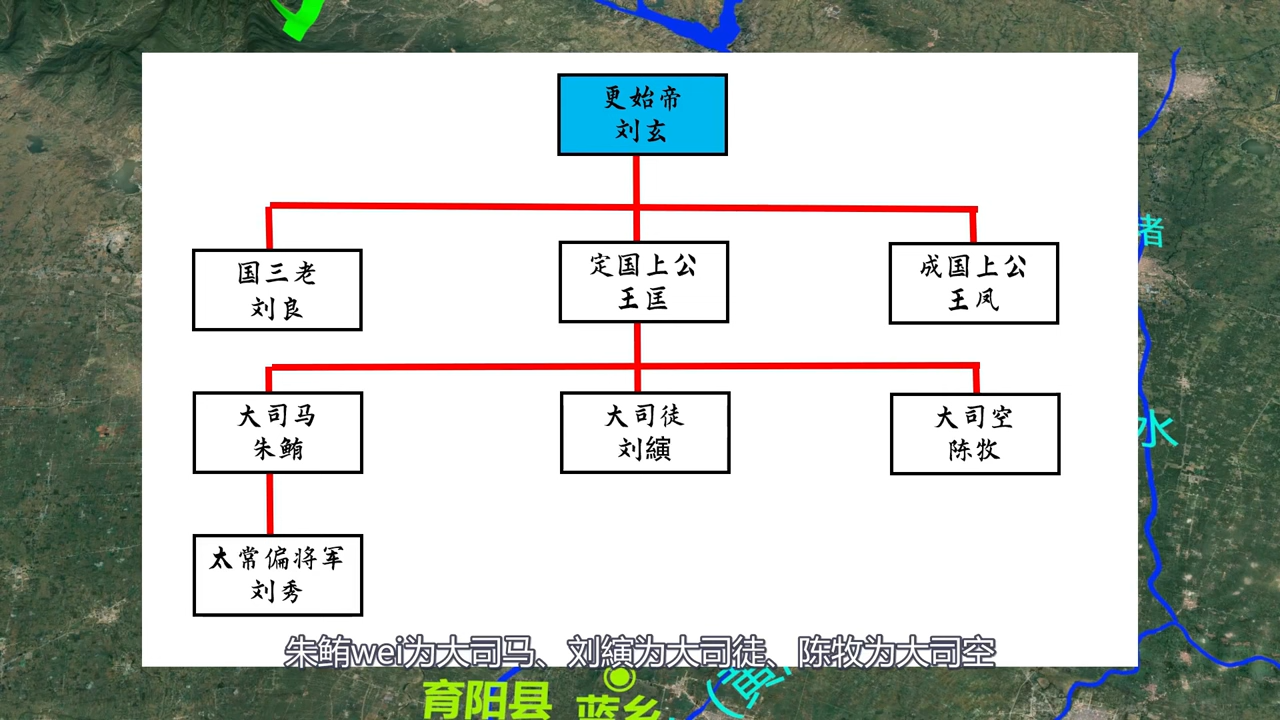 更始帝
刘玄
国三老
刘良
定国上公
王匡
成国上公
王凤
大司马
朱鲔
大司徒
刘縯
大司空
陈牧
太常偏将军
刘秀
水
朱鲔wei为大司马、刘縯为大司徒、陈牧为大司空
育阳县
蓝乡